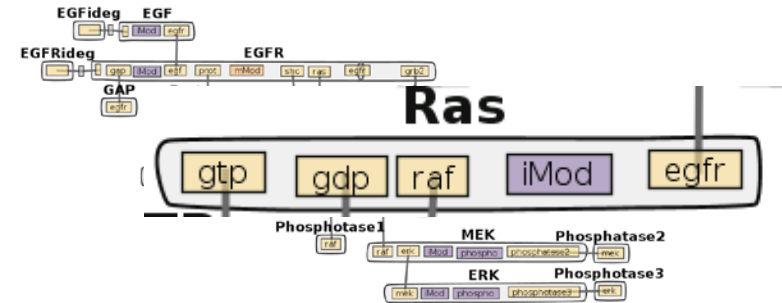 EGFideg EGF
iMod egfr
EGFRideg EGFR
gap iMod egf prot mMod shc ras egfr grb2
GAP
egfr
Ras
gtp gdp raf iMod egfr
Phosphotase1 MEK Phosphatase2
raf raf erk iMod phospho phosphatase2 mek
ERK Phosphatase3
mek iMod phospho phosphatase3 erk